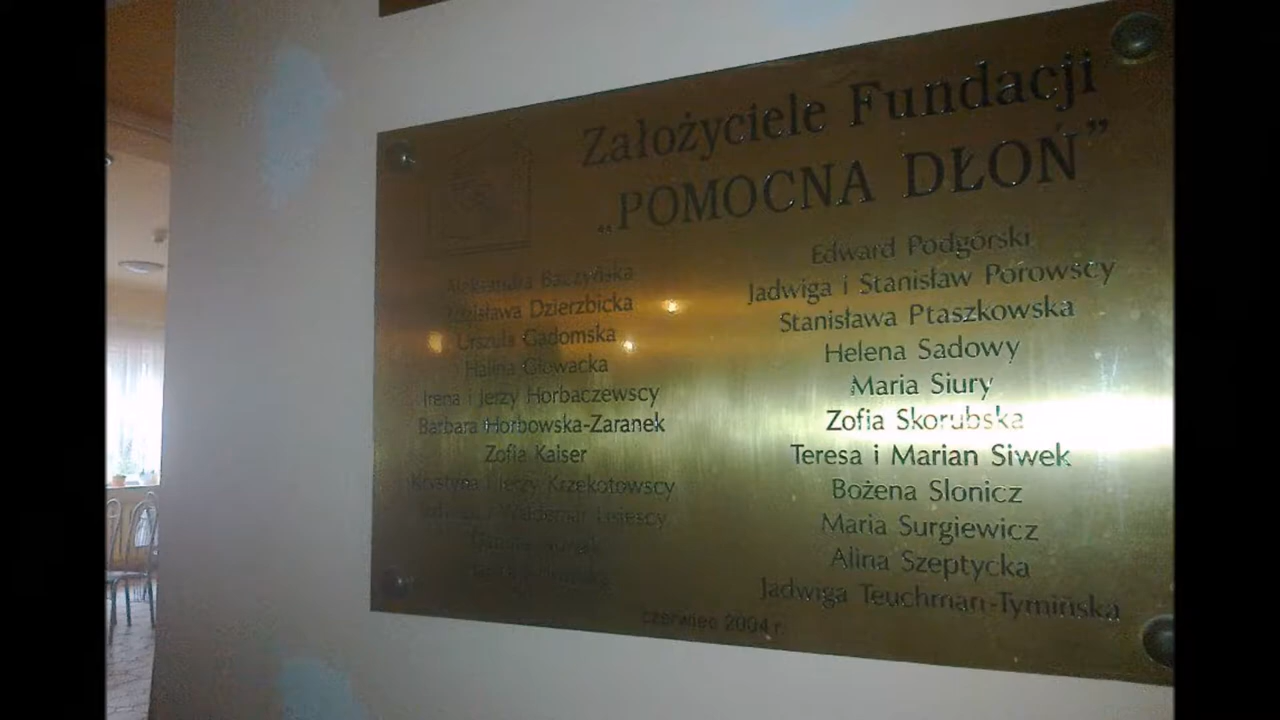 Założyciele Fundacji
„POMOCNA DŁOŃ”
Aleksandra Baczyńska
Zdzisława Dzierzbicka
Urszula Gadomska
Halina Głowacka
Irena i Jerzy Horbaczewscy
Barbara Horbowska-Zaranek
Zofia Kaiser
Krystyna i Jerzy Krzekotowscy
Waldemar
Edward Podgórski
Jadwiga i Stanisław Porowscy
Stanisława Ptaszkowska
Helena Sadowy
Maria Siury
Zofia Skorubska
Teresa i Marian Siwek
Bożena Slonicz
Maria Surgiewicz
Alina Szeptycka
Jadwiga Teuchman-Tymińska
czerwiec 2004 r.